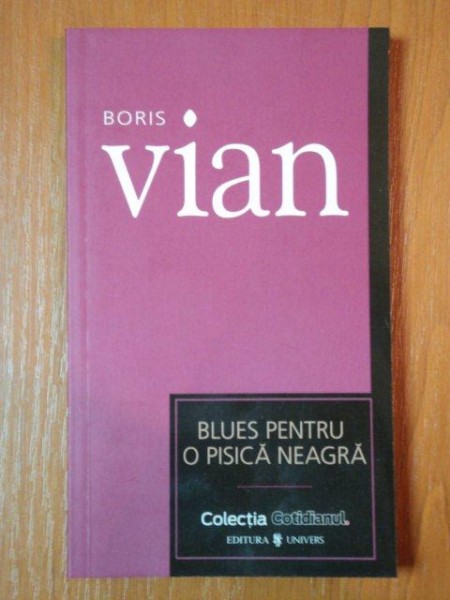 BORIS
vian
BLUES PENTRU
O PISICĂ NEAGRĂ
Colecția Cotidianul.
EDITURA UNIVERS